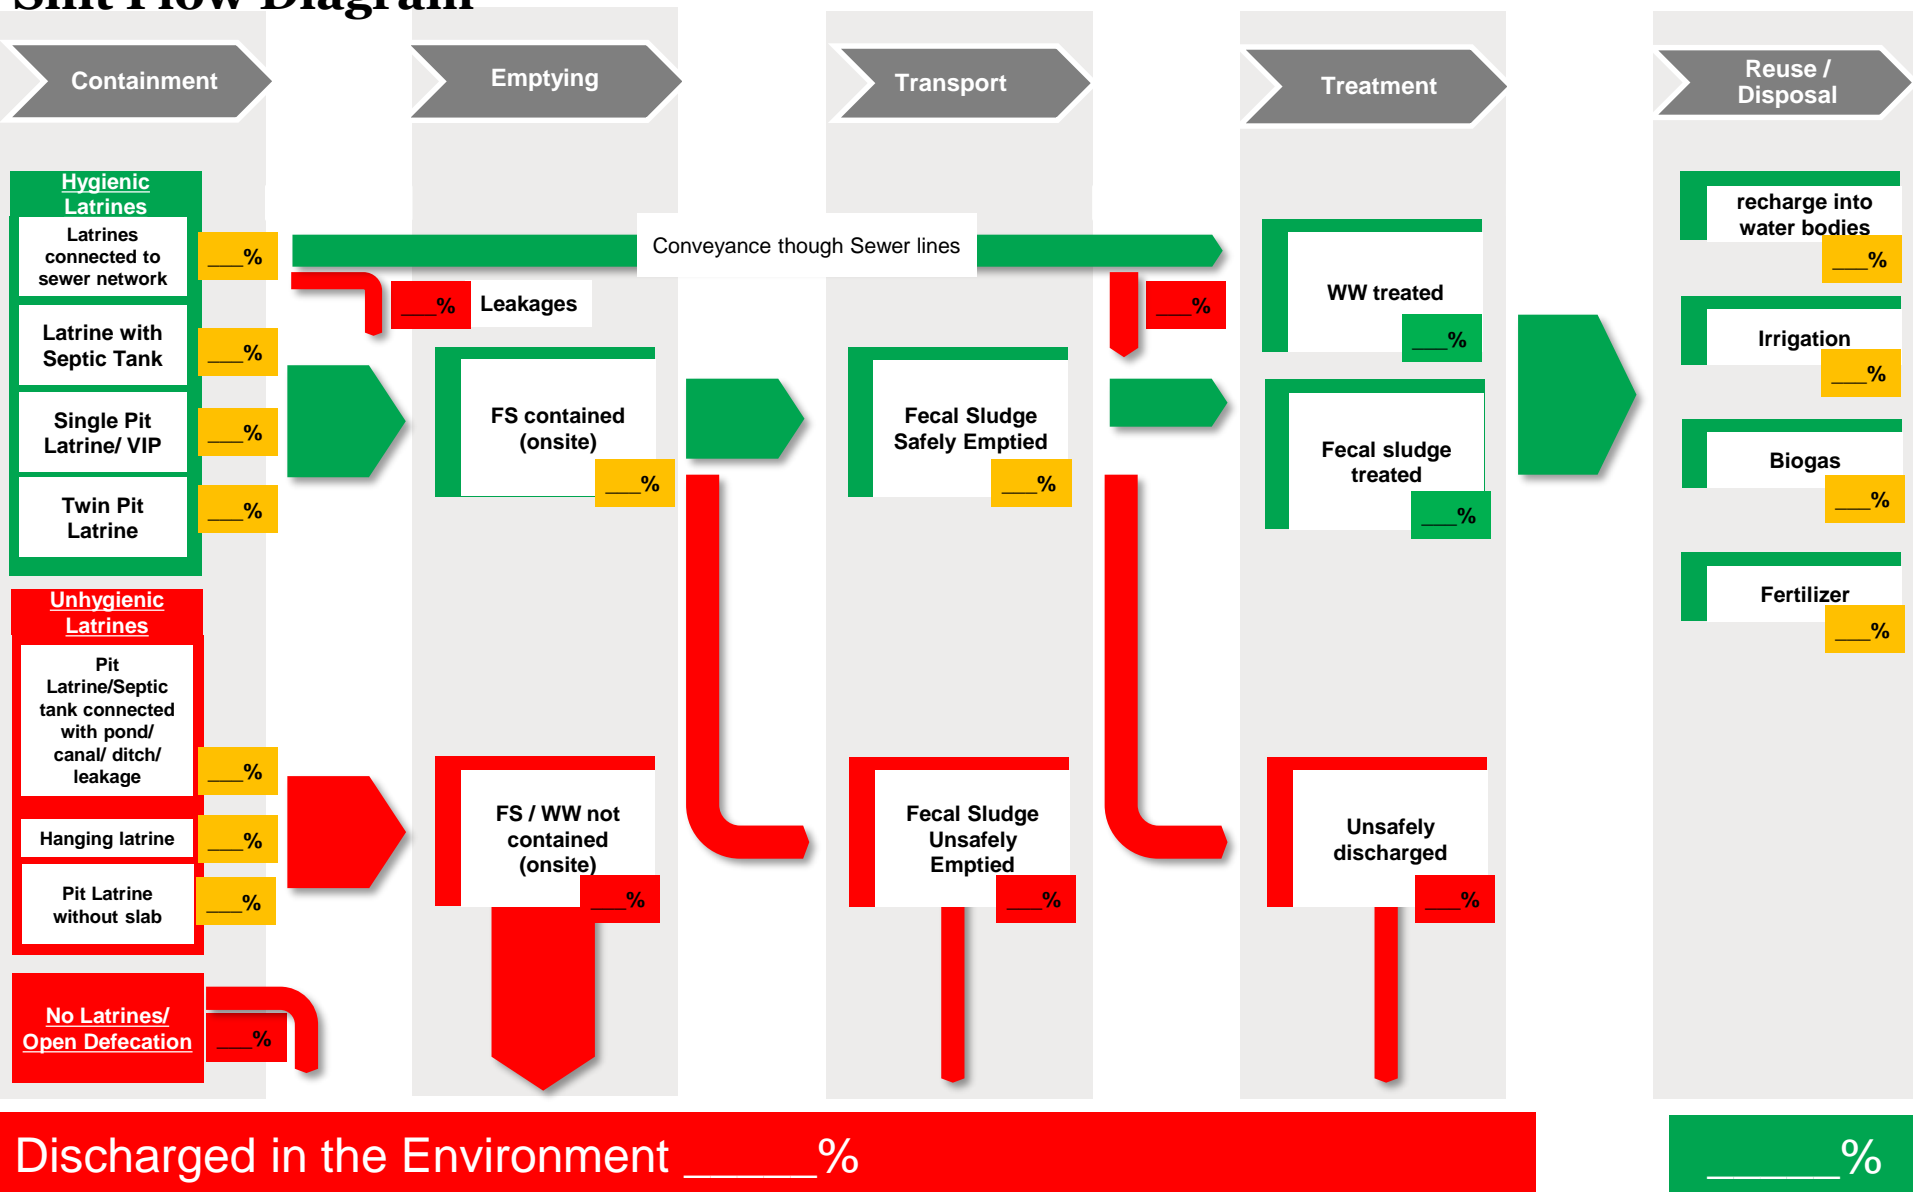 Shit Flow Diagram
Containment
Emptying
Transport
Treatment
Reuse /
Disposal
Hygienic
Latrines
Latrines
connected to
sewer network
___%
Latrine with
Septic Tank
___%
Single Pit
Latrine/ VIP
___%
Twin Pit
Latrine
___%
Unhygienic
Latrines
Pit
Latrine/Septic
tank connected
with pond/
canal/ ditch/
leakage
___%
Hanging latrine
___%
Pit Latrine
without slab
___%
No Latrines/
Open Defecation
___%
Conveyance though Sewer lines
___%
Leakages
___%
FS contained
(onsite)
___%
FS / WW not
contained
(onsite)
___%
Fecal Sludge
Safely Emptied
___%
Fecal Sludge
Unsafely
Emptied
___%
WW treated
___%
Fecal sludge
treated
___%
Unsafely
discharged
___%
recharge into
water bodies
___%
Irrigation
___%
Biogas
___%
Fertilizer
___%
Discharged in the Environment _____%
_____%